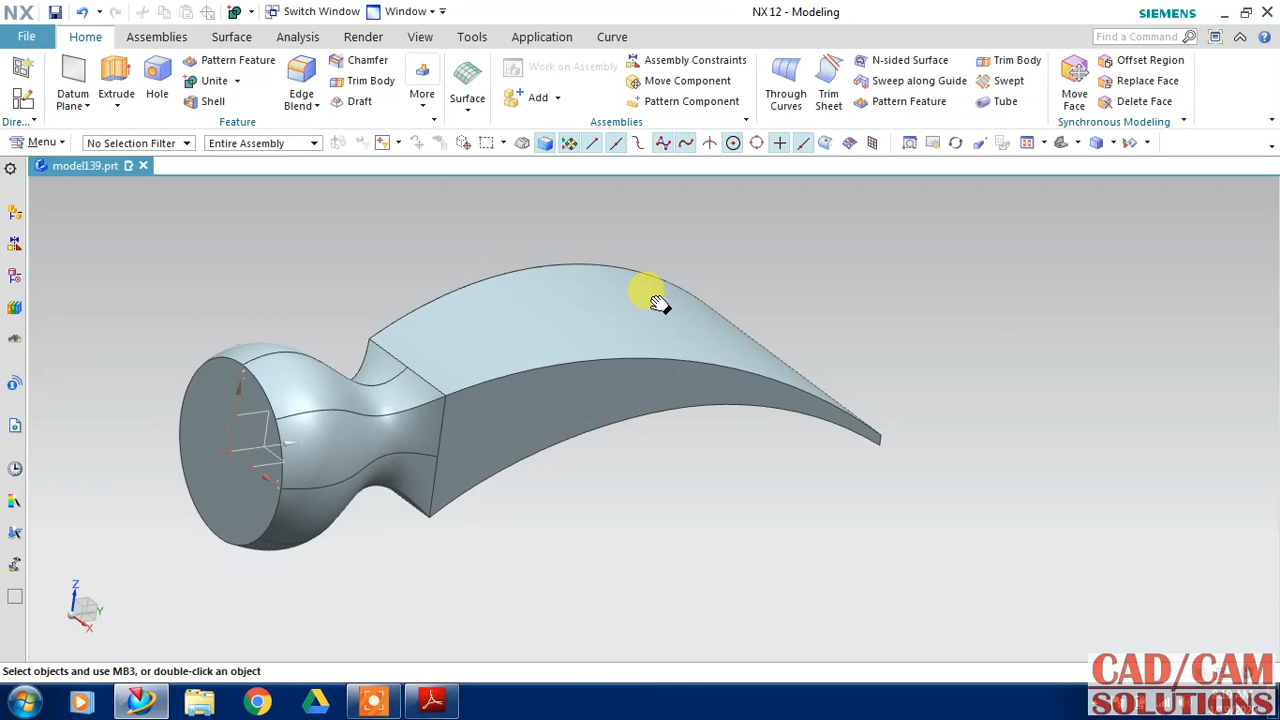 NX
Switch Window
Window
NX 12 - Modeling
SIEMENS
File
Home
Assemblies
Surface
Analysis
Render
View
Tools
Application
Curve
Find a Command
Datum
Plane
Extrude
Hole
Pattern Feature
Unite
Shell
Edge
Blend
Chamfer
Trim Body
Draft
More
Surface
Work on Assembly
Add
Assembly Constraints
Move Component
Pattern Component
Through
Curves
Trim
Sheet
N-sided Surface
Sweep along Guide
Pattern Feature
Trim Body
Swept
Tube
Move
Face
Offset Region
Replace Face
Delete Face
Dire...
Feature
Assemblies
Synchronous Modeling
Menu
No Selection Filter
Entire Assembly
model139.prt
Z
Y
X
Select objects and use MB3, or double-click an object
CAD/CAM
SOLUTIONS